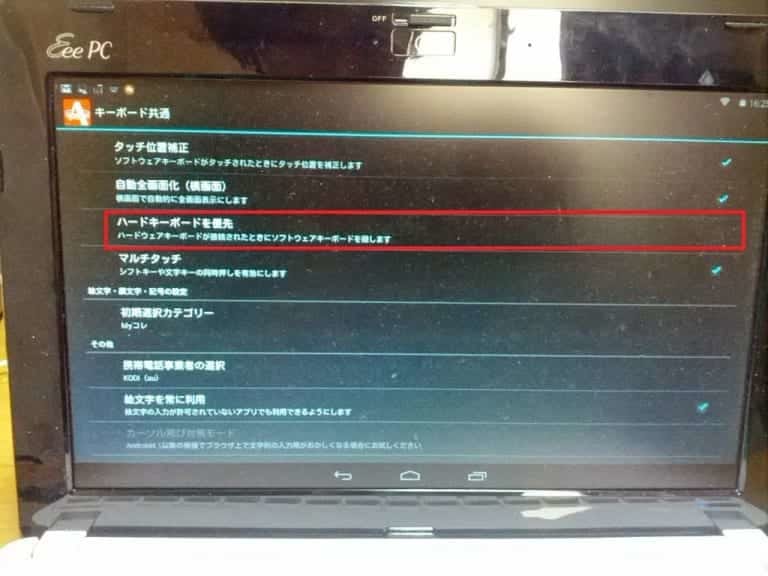 OFF
Eee PC
16:25
キーボード共通
タッチ位置補正
ソフトウェアキーボードがタッチされたときにタッチ位置を補正します
自動全画面化（横画面）
横画面で自動的に全画面表示にします
ハードキーボードを優先
ハードウェアキーボードが接続されたときにソフトウェアキーボードを隠します
マルチタッチ
シフトキーや文字キーの同時押しを有効にします
絵文字・顔文字・記号の設定
初期選択カテゴリー
Myコレ
その他
携帯電話事業者の選択
KDDI（au）
絵文字を常に利用
絵文字の入力が許可されていないアプリでも利用できるようにします
カーソル飛び対策モード
以降の機種でブラウザ上で文字列の入力順がおかしくなる場合にお試しください